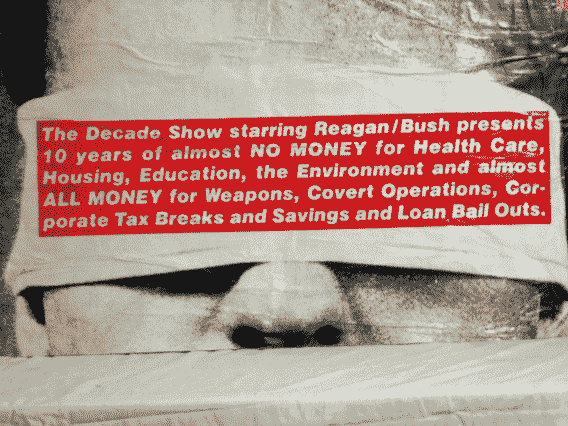 The Decade Show starring Reagan/Bush presents
10 years of almost NO MONEY for Health Care,
Housing, Education, the Environment and almost
ALL MONEY for Weapons, Covert Operations, Cor-
porate Tax Breaks and Savings and Loan Bail Outs.